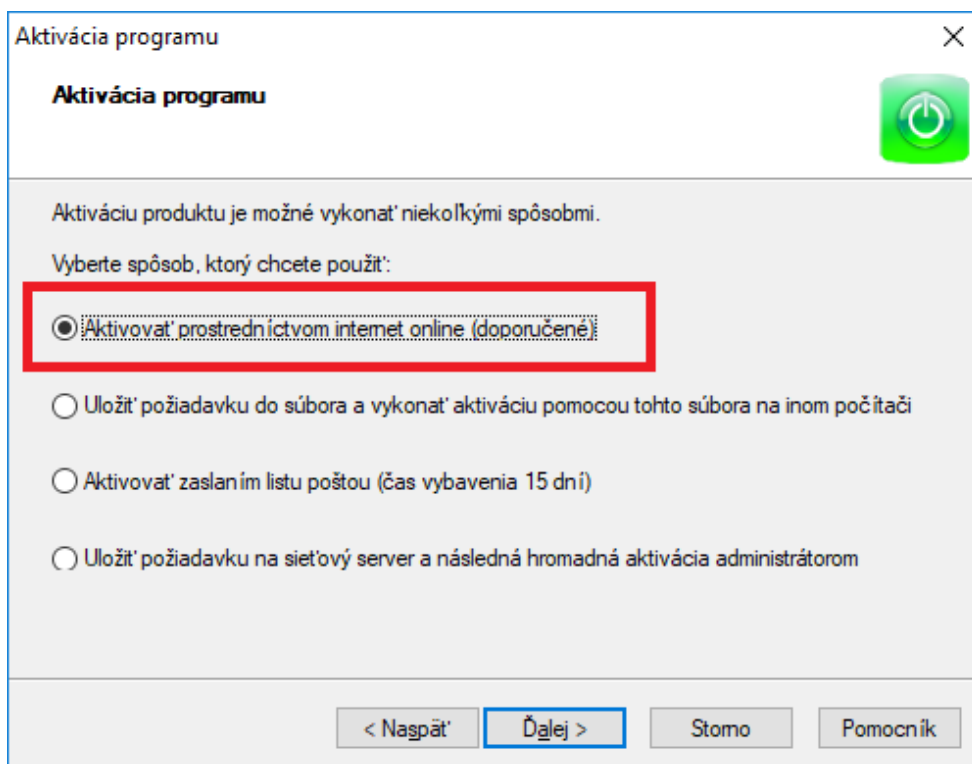 Aktivácia programu
Aktivácia programu
Aktiváciu produktu je možné vykonať niekoľkými spôsobmi.
Vyberte spôsob, ktorý chcete použiť:
Aktivovať prostredníctvom internet online (doporučené)
Uložiť požiadavku do súbora a vykonať aktiváciu pomocou tohto súbora na inom počítači
Aktivovať zaslaním listu poštou (čas vybavenia 15 dní)
Uložiť požiadavku na sieťový server a následná hromadná aktivácia administrátorom
< Naspäť Ďalej > Storno Pomocník